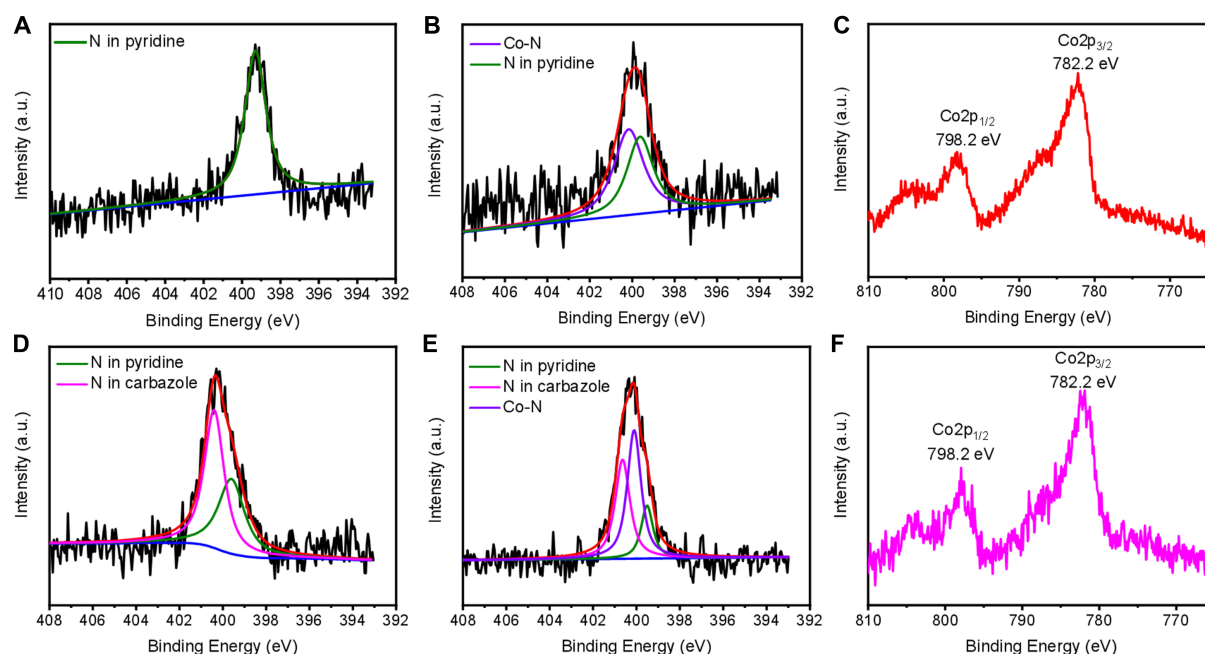 A
N in pyridine
Intensity (a.u.)
410 408 406 404 402 400 398 396 394 392
Binding Energy (eV)
B
Co-N
N in pyridine
Intensity (a.u.)
408 406 404 402 400 398 396 394 392
Binding Energy (eV)
C
Co2p3/2
782.2 eV
Co2p1/2
798.2 eV
Intensity (a.u.)
810 800 790 780 770
Binding Energy (eV)
D
N in pyridine
N in carbazole
Intensity (a.u.)
408 406 404 402 400 398 396 394 392
Binding Energy (eV)
E
N in pyridine
N in carbazole
Co-N
Intensity (a.u.)
408 406 404 402 400 398 396 394 392
Binding Energy (eV)
F
Co2p3/2
782.2 eV
Co2p1/2
798.2 eV
Intensity (a.u.)
810 800 790 780 770
Binding Energy (eV)